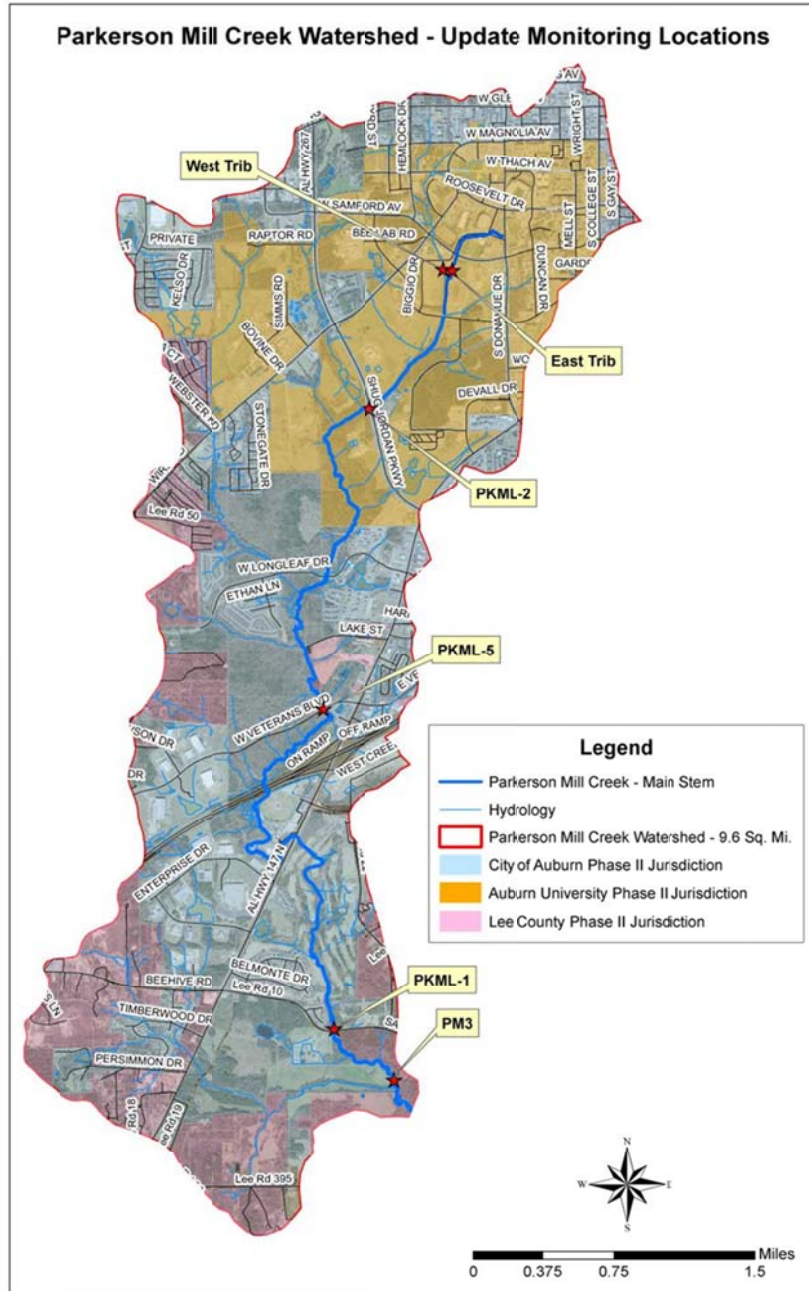 Parkerson Mill Creek Watershed - Update Monitoring Locations
W MAGNOLIA AV
WRIGHT ST
HEMLOCK DR
W THACH AV
West Trib
AL HWY 267
ROOSEVELT DR
S COLLEGE ST
S GAY ST
W SAMFORD AV
MELL ST
PRIVATE
RAPTOR RD
KELSO DR
DUNCAN DR
BIGGIO DR
SIMMS RD
S DONAHUE DR
BOVINE DR
East Trib
WEBSTER RD
SHUG JORDAN PKWY
DEVALL DR
STONEGATE DR
PKML-2
Lee Rd 50
W LONGLEAF DR
ETHAN LN
LAKE ST
PKML-5
W VETERANS BLVD
OFF RAMP
ON RAMP
Legend
Parkerson Mill Creek - Main Stem
Hydrology
Parkerson Mill Creek Watershed - 9.6 Sq. Mi.
City of Auburn Phase II Jurisdiction
Auburn University Phase II Jurisdiction
Lee County Phase II Jurisdiction
ENTERPRISE DR
AL HWY 147 N
BELMONTE DR
PKML-1
BEEHIVE RD
Lee Rd 10
TIMBERWOOD DR
PM3
PERSIMMON DR
Rd 18
Lee Rd 19
Lee Rd 395
N
W
E
S
Miles
0 0.375 0.75 1.5